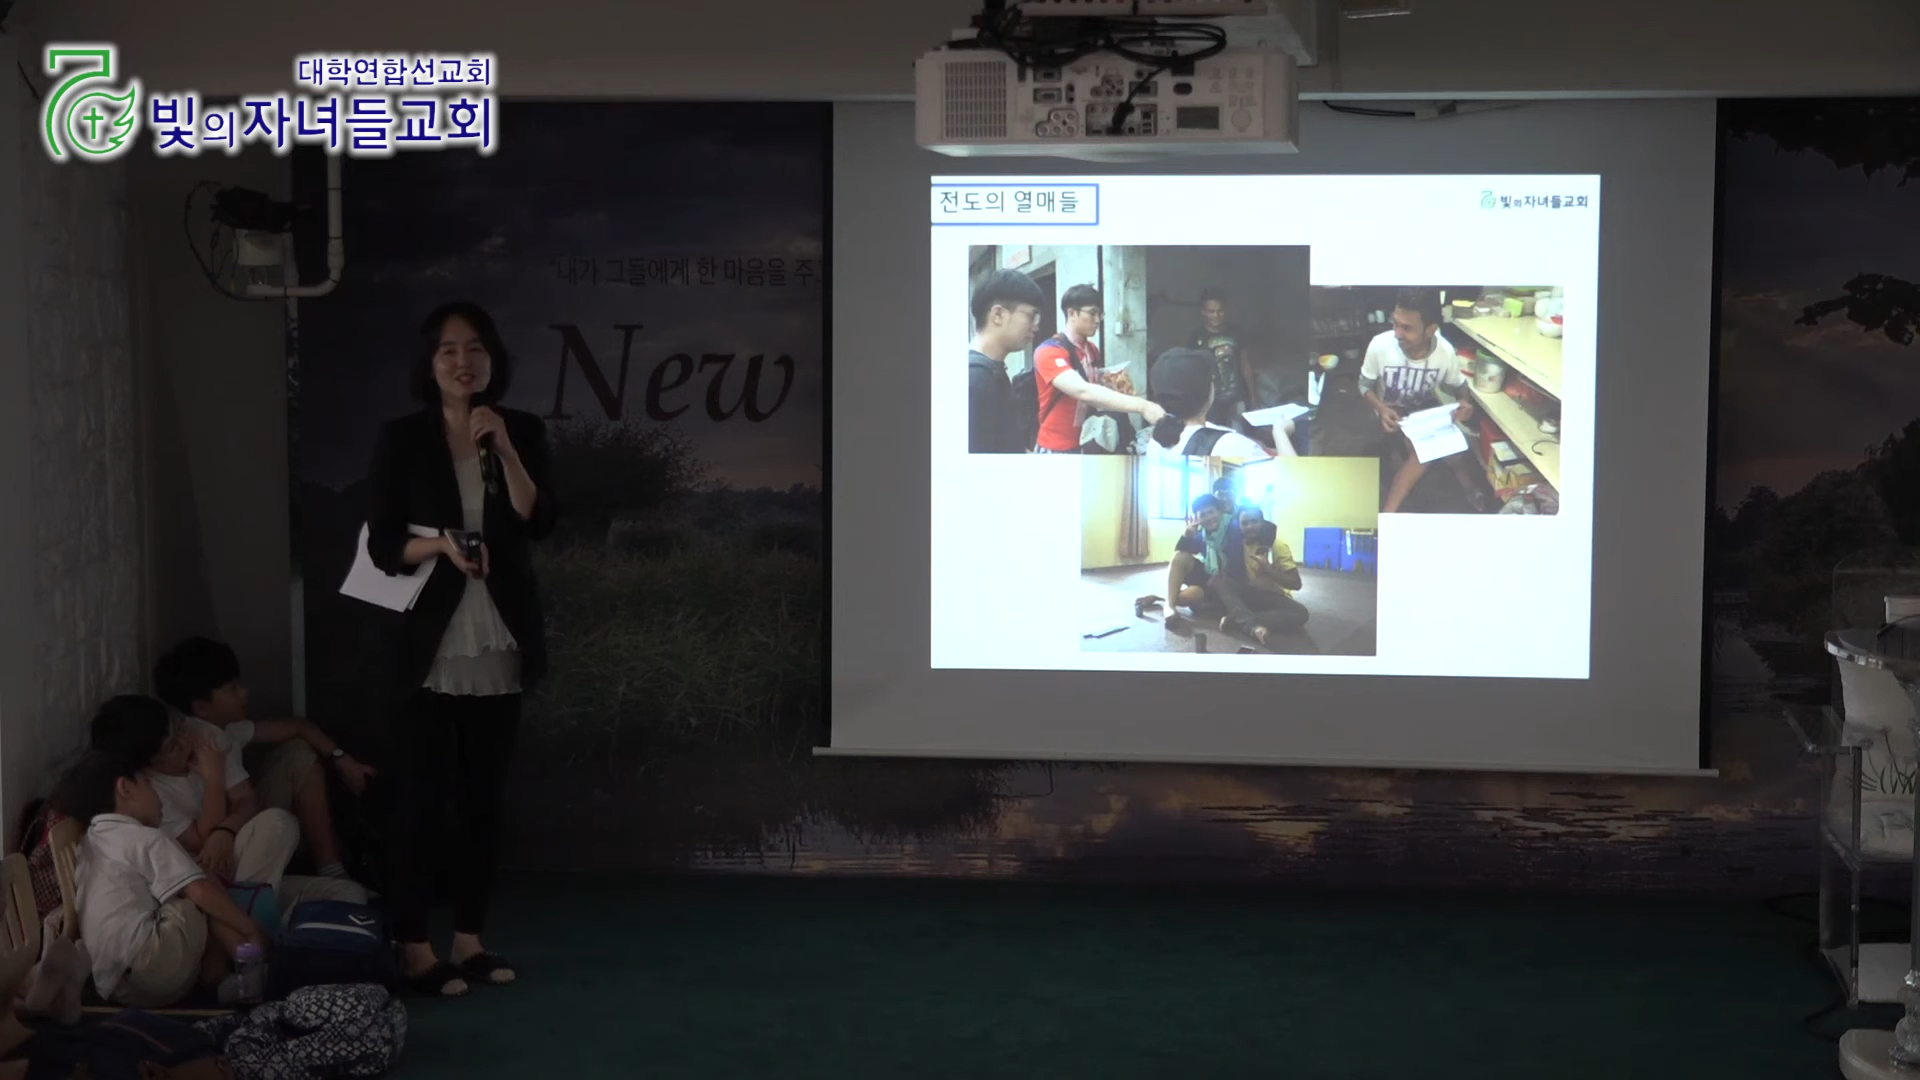 대학연합선교회
빛의자녀들교회
"내가 그들에게 한 마음을 주
New
전도의 열매들
빛의자녀들교회
THIS